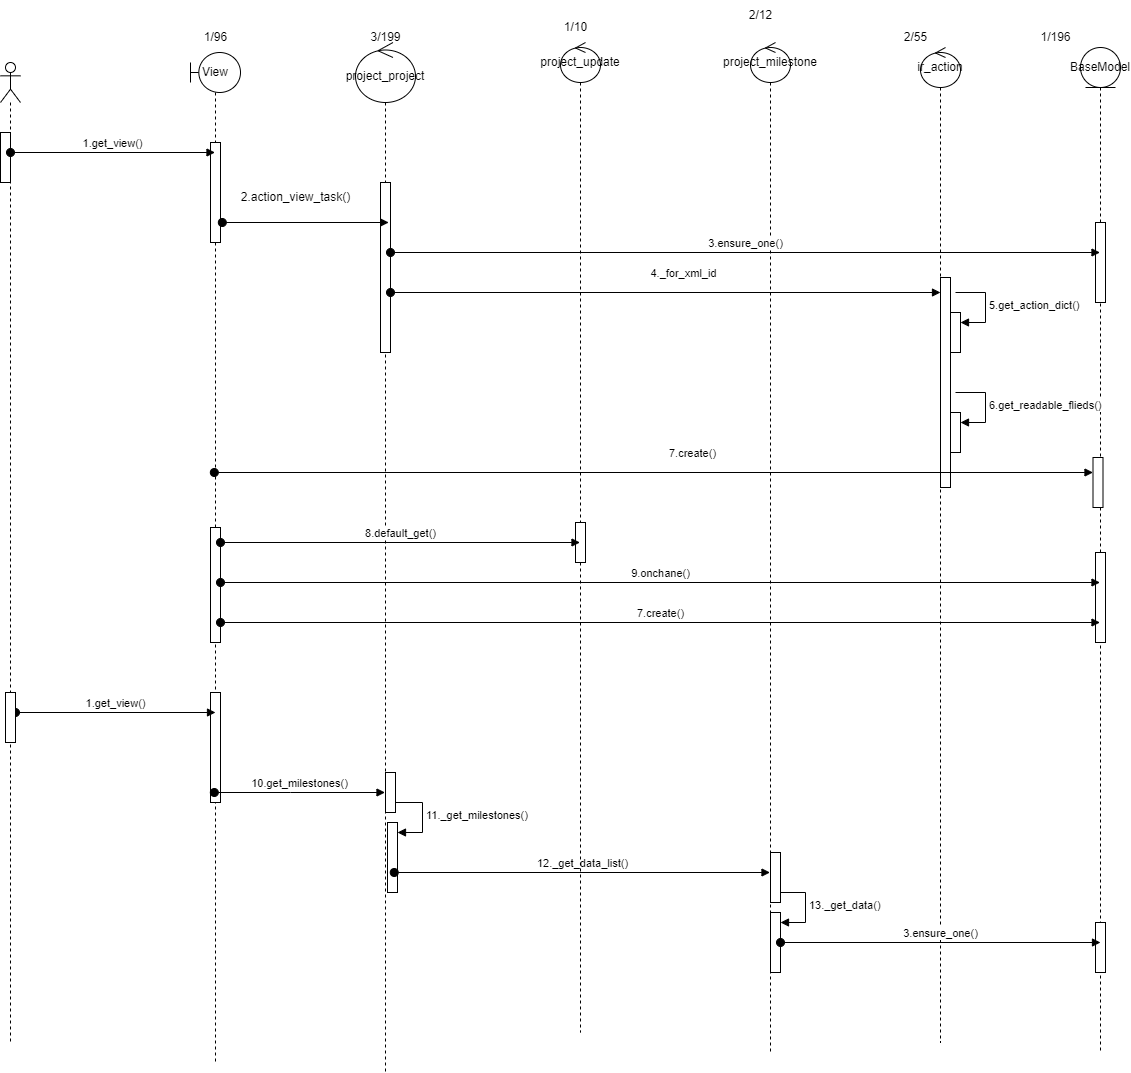 2/12
1/10
1/96
3/199
2/55
1/196
View
project_project
project_update
project_milestone
ir_action
BaseModel
1.get_view()
2.action_view_task()
3.ensure_one()
4._for_xml_id
5.get_action_dict()
6.get_readable_flieds()
7.create()
8.default_get()
9.onchane()
7.create()
1.get_view()
10.get_milestones()
11._get_milestones()
12._get_data_list()
13._get_data()
3.ensure_one()